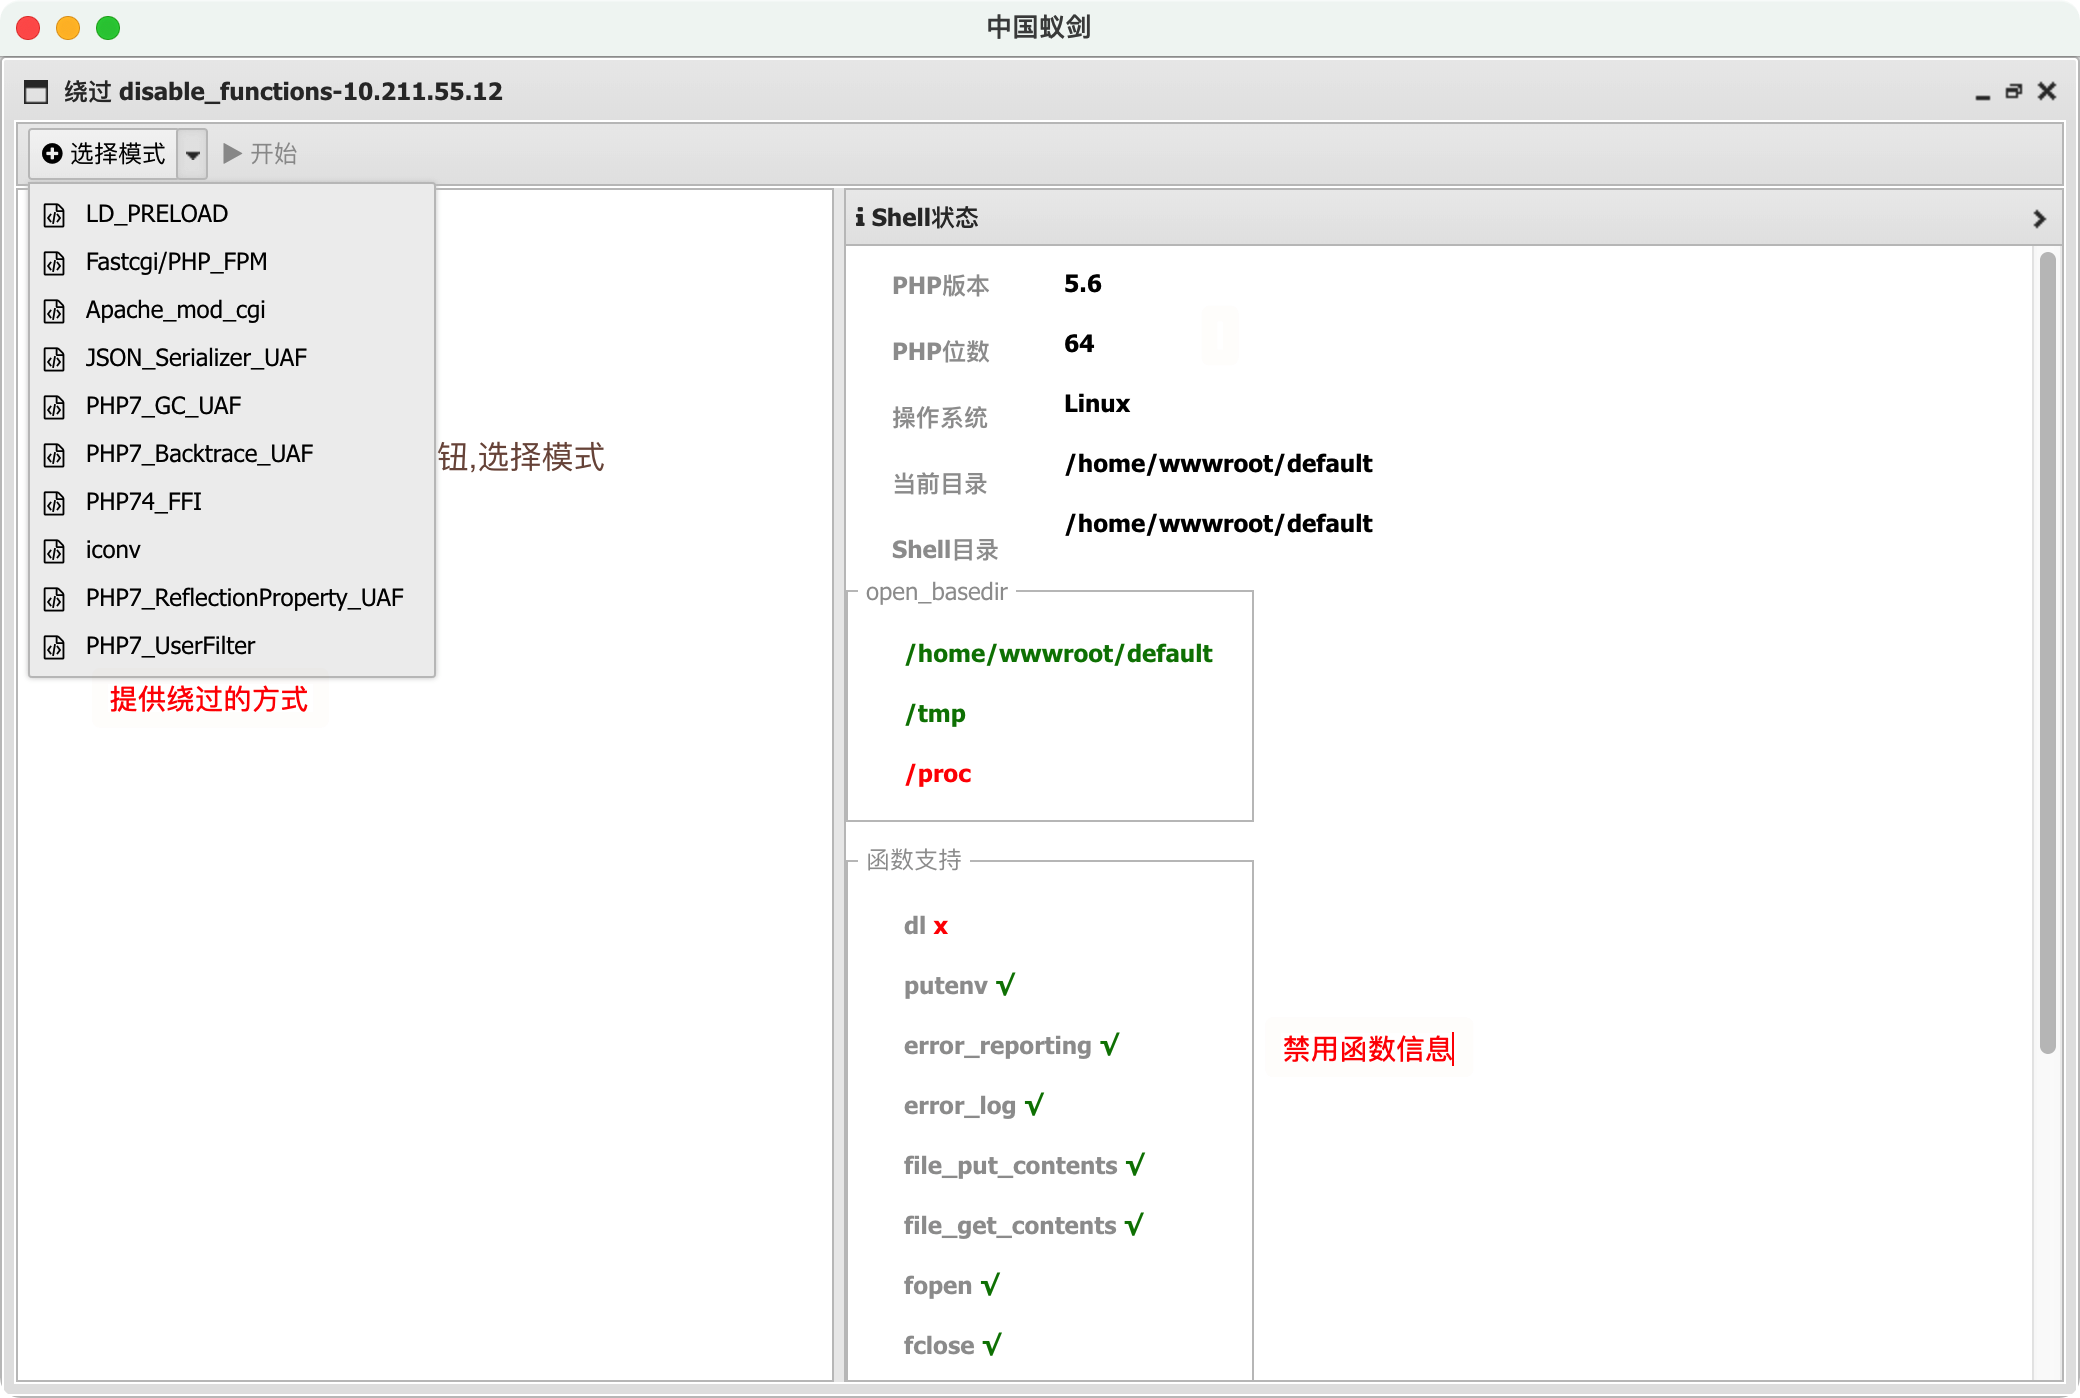 中国蚁剑
绕过 disable_functions-10.211.55.12
选择模式
开始
LD_PRELOAD
Fastcgi/PHP_FPM
Apache_mod_cgi
JSON_Serializer_UAF
PHP7_GC_UAF
PHP7_Backtrace_UAF
PHP74_FFI
iconv
PHP7_ReflectionProperty_UAF
PHP7_UserFilter
钮,选择模式
提供绕过的方式
Shell状态
PHP版本 5.6
PHP位数 64
操作系统 Linux
当前目录 /home/wwwroot/default
Shell目录 /home/wwwroot/default
open_basedir
/home/wwwroot/default
/tmp
/proc
函数支持
dl x
putenv √
error_reporting √
error_log √
file_put_contents √
file_get_contents √
fopen √
fclose √
禁用函数信息